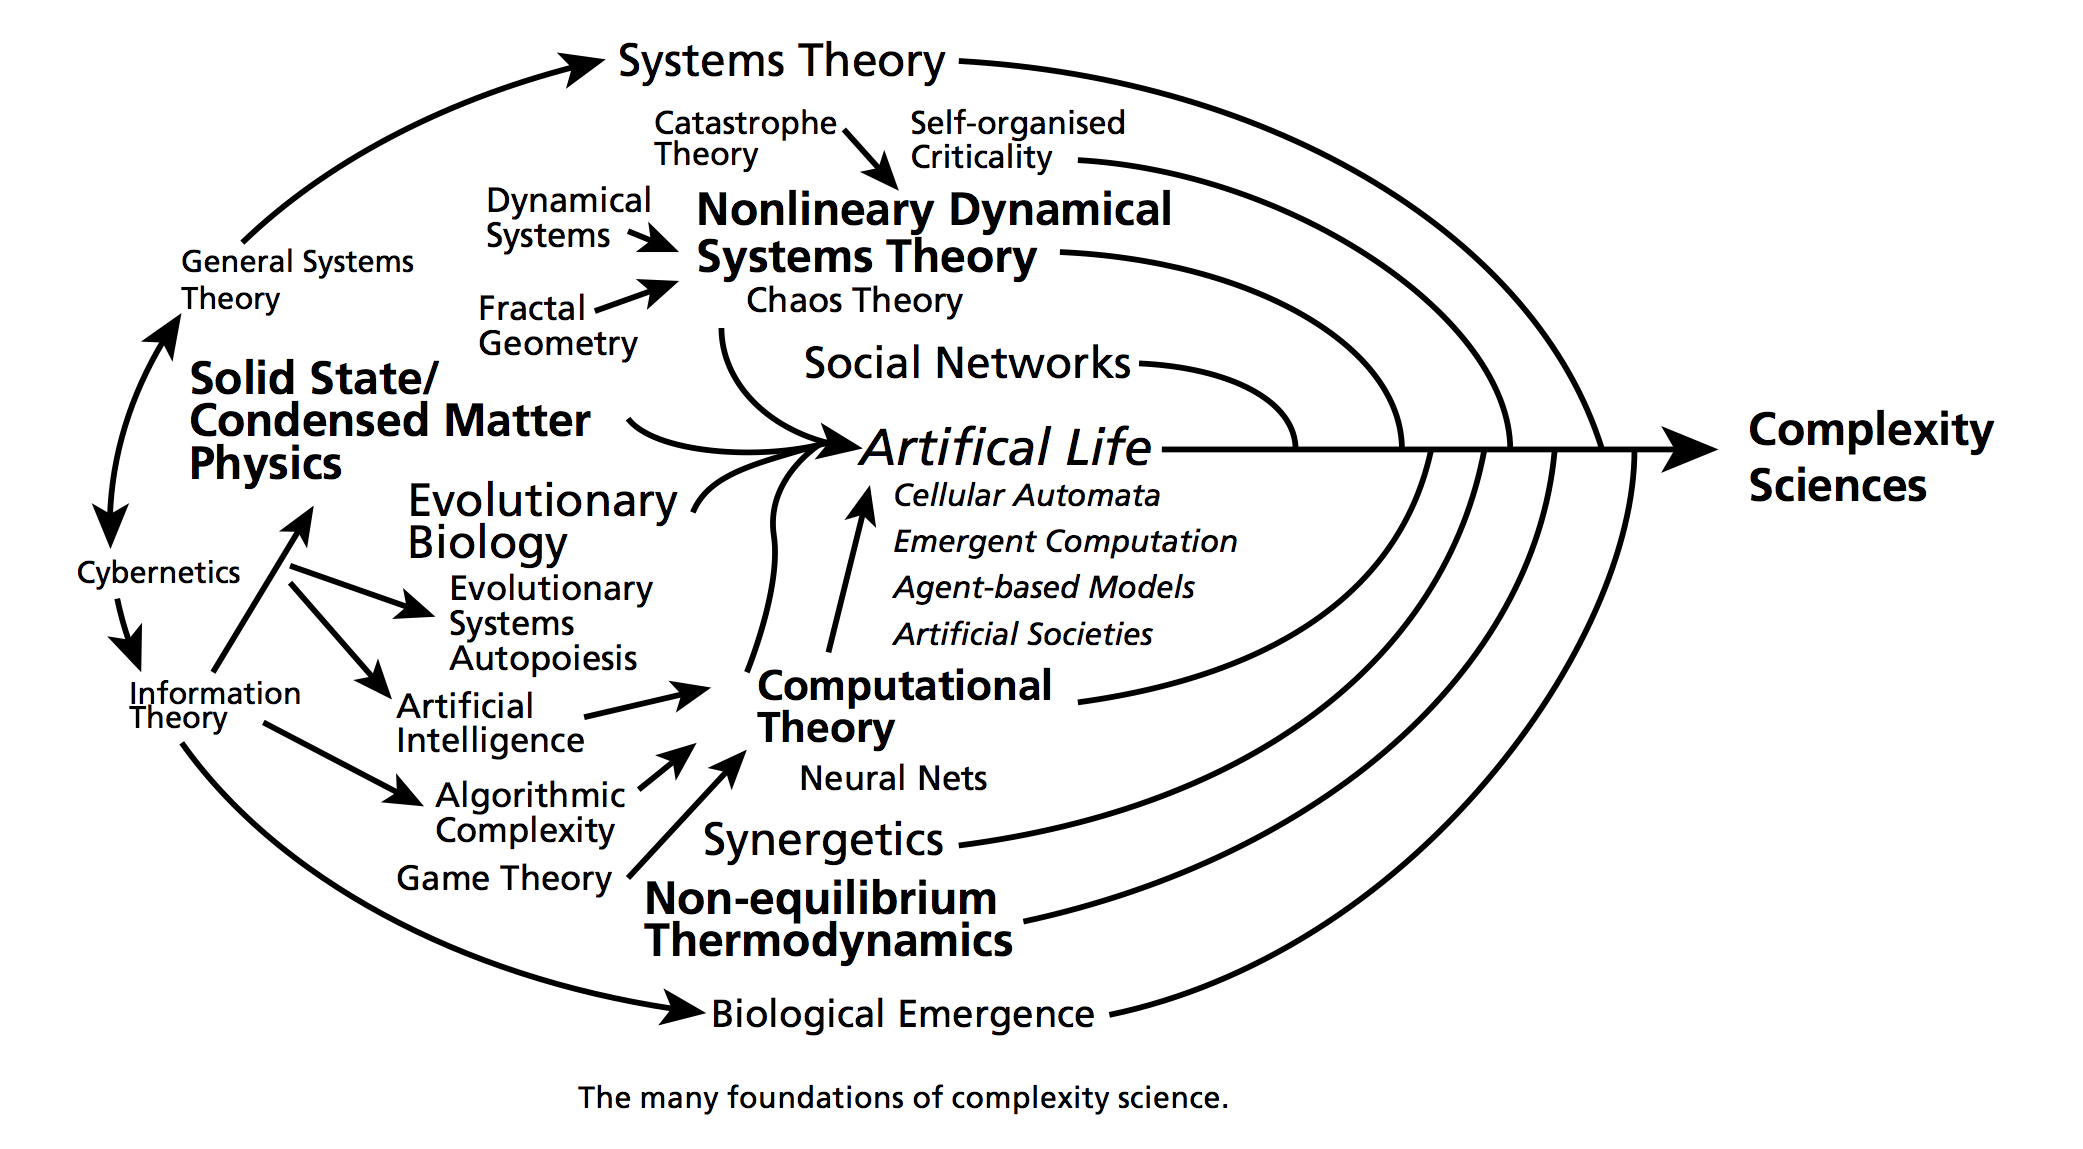 Systems Theory
Catastrophe
Theory
Self-organised
Criticality
Dynamical
Systems
Nonlineary Dynamical
Systems Theory
Chaos Theory
General Systems
Theory
Fractal
Geometry
Social Networks
Solid State/
Condensed Matter
Physics
Artifical Life
Cellular Automata
Emergent Computation
Agent-based Models
Artificial Societies
Complexity
Sciences
Evolutionary
Biology
Evolutionary
Systems
Autopoiesis
Cybernetics
Information
Theory
Artificial
Intelligence
Computational
Theory
Neural Nets
Algorithmic
Complexity
Game Theory
Synergetics
Non-equilibrium
Thermodynamics
Biological Emergence
The many foundations of complexity science.